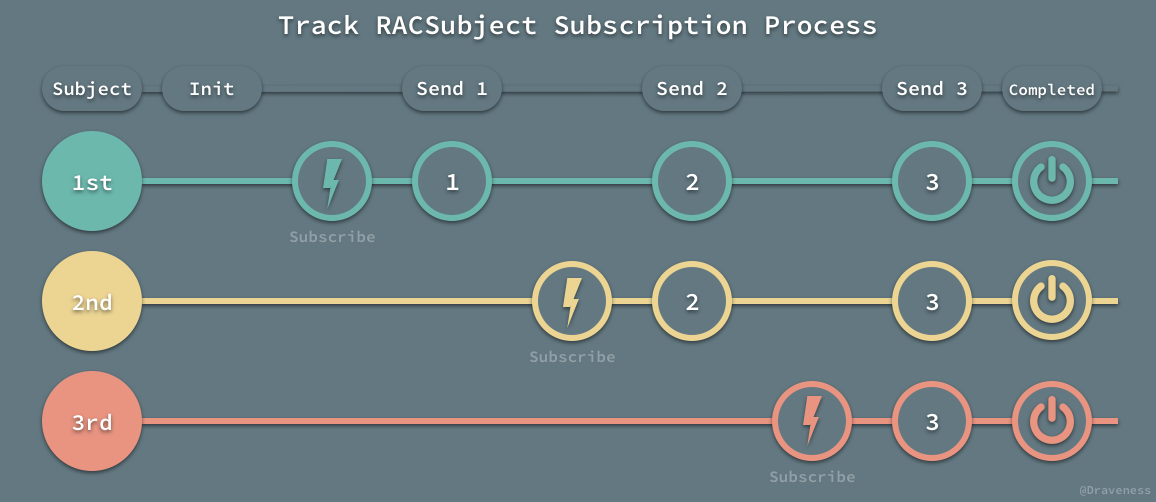 Track RACSubject Subscription Process
Subject Init Send 1 Send 2 Send 3 Completed
1st 1 2 3
Subscribe
2nd 2 3
Subscribe
3rd 3
Subscribe
@Draveness